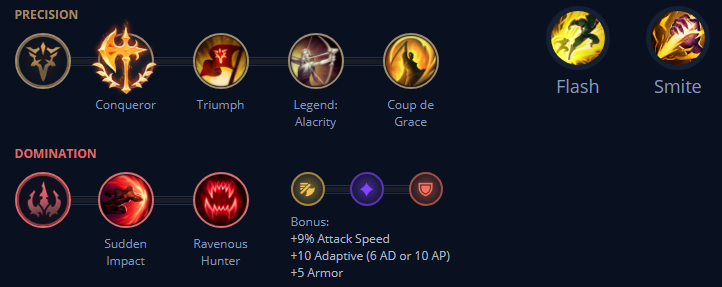 PRECISION
Conqueror
Triumph
Legend:
Alacrity
Coup de
Grace
Flash
Smite
DOMINATION
Sudden
Impact
Ravenous
Hunter
Bonus:
+9% Attack Speed
+10 Adaptive (6 AD or 10 AP)
+5 Armor